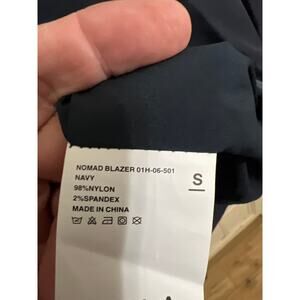 NOMAD BLAZER 01H-06-501
NAVY
98%NYLON
2%SPANDEX
MADE IN CHINA
S